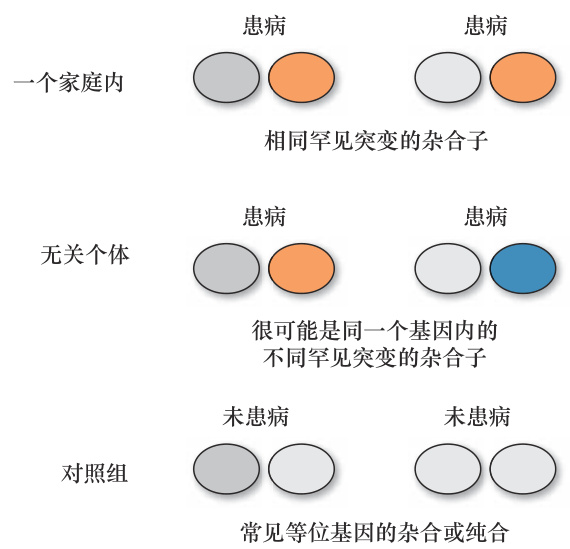 患病 患病
一个家庭内
相同罕见突变的杂合子
患病 患病
无关个体
很可能是同一个基因内的
不同罕见突变的杂合子
未患病 未患病
对照组
常见等位基因的杂合或纯合